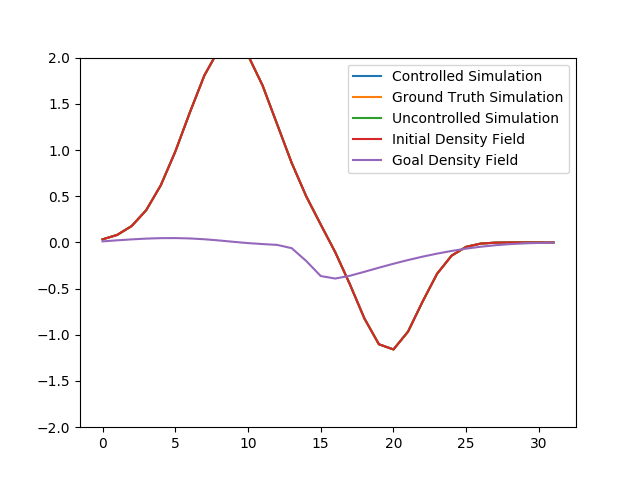 2.0
1.5
1.0
0.5
0.0
−0.5
−1.0
−1.5
−2.0
0 5 10 15 20 25 30
Controlled Simulation
Ground Truth Simulation
Uncontrolled Simulation
Initial Density Field
Goal Density Field